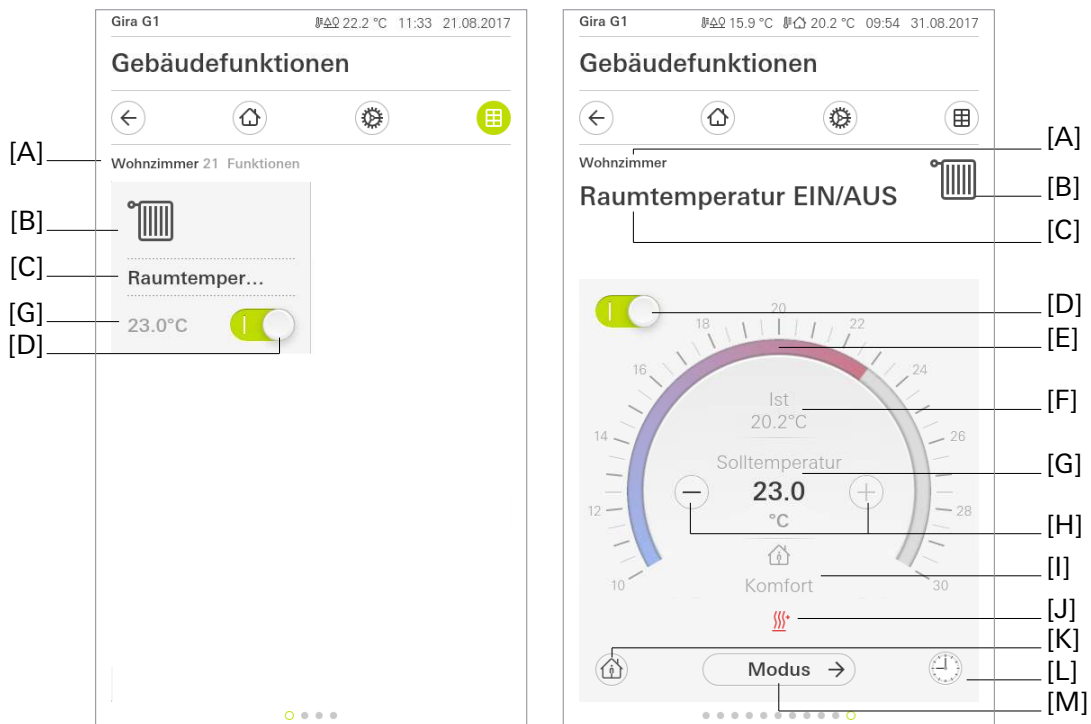 Gira G1 22.2 °C 11:33 21.08.2017
Gebäudefunktionen
[A]
Wohnzimmer 21 Funktionen
[B]
[C]
Raumtemper...
[G]
23.0°C
[D]
Gira G1 15.9 °C 20.2 °C 09:54 31.08.2017
Gebäudefunktionen
[A]
Wohnzimmer
[B]
Raumtemperatur EIN/AUS
[C]
[D]
20
18
22
[E]
16
24
Ist
[F]
20.2°C
14
26
Solltemperatur
[G]
23.0
12
28
°C
[H]
[I]
10
Komfort
30
[J]
[K]
Modus →
[L]
[M]